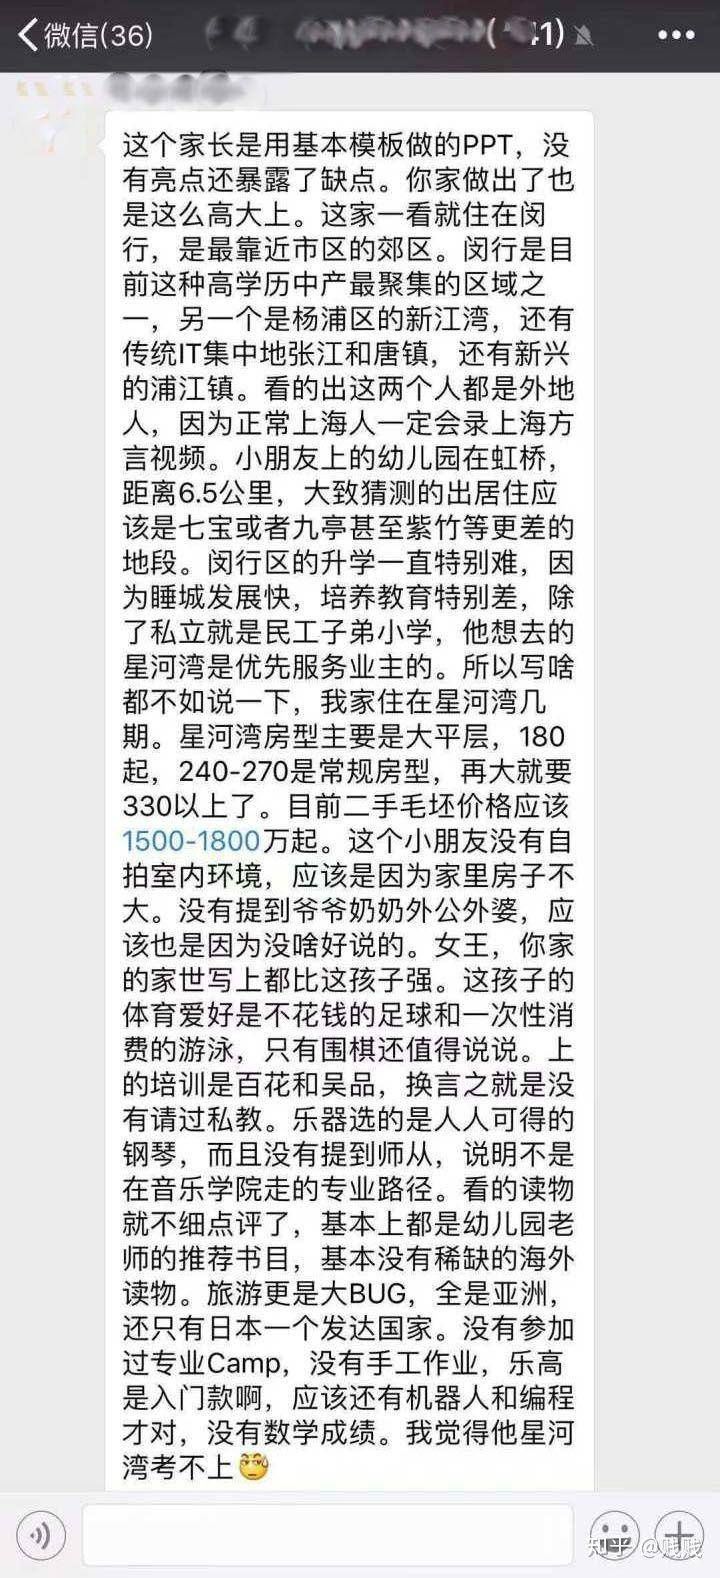 微信(36)
41)
这个家长是用基本模板做的PPT，没
有亮点还暴露了缺点。你家做出了也
是这么高大上。这家一看就住在闵
行，是最靠近市区的郊区。闵行是目
前这种高学历中产最聚集的区域之
一，另一个是杨浦区的新江湾，还有
传统IT集中地张江和唐镇，还有新兴
的浦江镇。看的出这两个人都是外地
人，因为正常上海人一定会录上海方
言视频。小朋友上的幼儿园在虹桥，
距离6.5公里，大致猜测的出居住应
该是七宝或者九亭甚至紫竹等更差的
地段。闵行区的升学一直特别难，因
为睡城发展快，培养教育特别差，除
了私立就是民工子弟小学，他想去的
星河湾是优先服务业主的。所以写啥
都不如说一下，我家住在星河湾几
期。星河湾房型主要是大平层，180
起，240-270是常规房型，再大就要
330以上了。目前二手毛坯价格应该
1500-1800万起。这个小朋友没有自
拍室内环境，应该是因为家里房子不
大。没有提到爷爷奶奶外公外婆，应
该也是因为没啥好说的。女王，你家
的家世写上都比这孩子强。这孩子的
体育爱好是不花钱的足球和一次性消
费的游泳，只有围棋还值得说说。上
的培训是百花和吴品，换言之就是没
有请过私教。乐器选的是人人可得的
钢琴，而且没有提到师从，说明不是
在音乐学院走的专业路径。看的读物
就不细点评了，基本上都是幼儿园老
师的推荐书目，基本没有稀缺的海外
读物。旅游更是大BUG，全是亚洲，
还只有日本一个发达国家。没有参加
过专业Camp，没有手工作业，乐高
是入门款啊，应该还有机器人和编程
才对，没有数学成绩。我觉得他星河
湾考不上
知乎 @贱贱